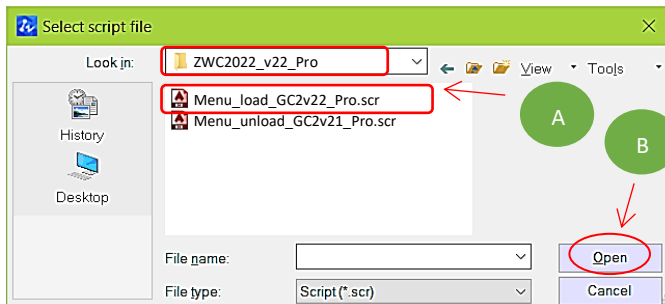 Select script file
Look in:
ZWC2022_v22_Pro
View
Tools
Menu_load_GC2v22_Pro.scr
Menu_unload_GC2v21_Pro.scr
A
B
History
Desktop
File name:
Open
File type:
Script (*.scr)
Cancel